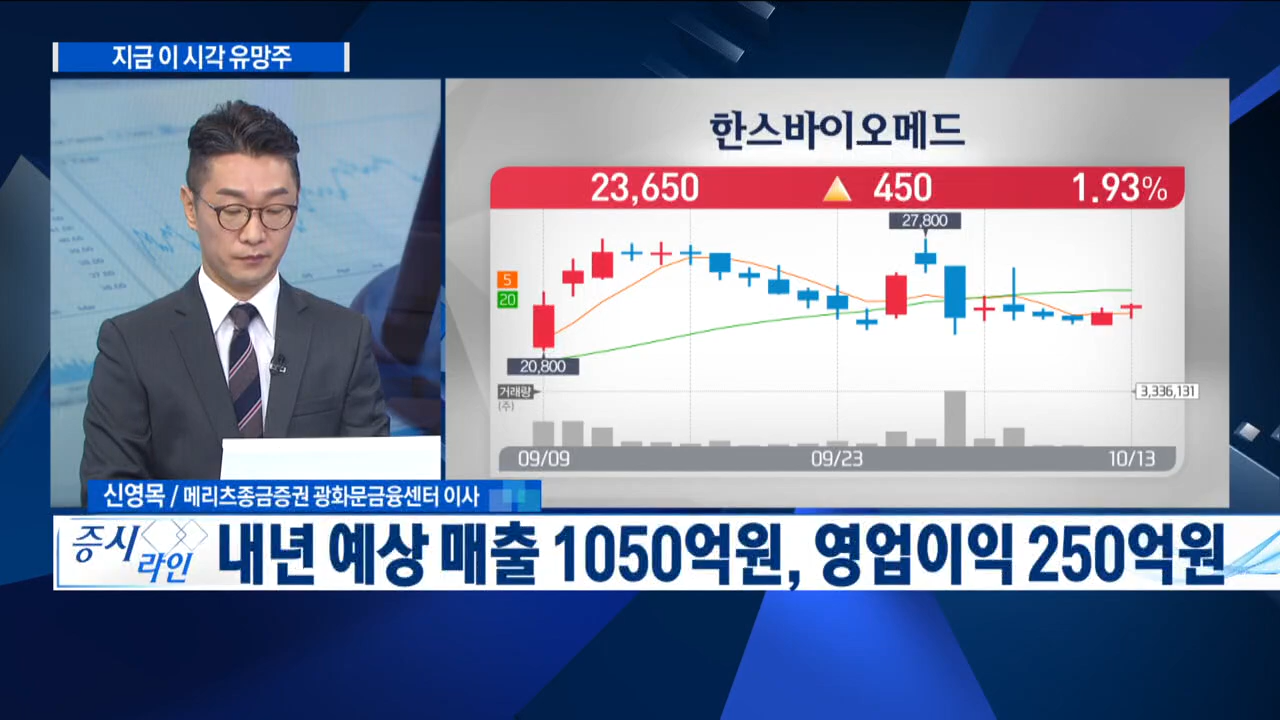 지금 이 시각 유망주
한스바이오메드
23,650 ▲ 450 1.93%
27,800
5
20
20,800
거래량
(주)
3,336,131
09/09 09/23 10/13
신영목 / 메리츠종금증권 광화문금융센터 이사
증시
라인
내년 예상 매출 1050억원, 영업이익 250억원